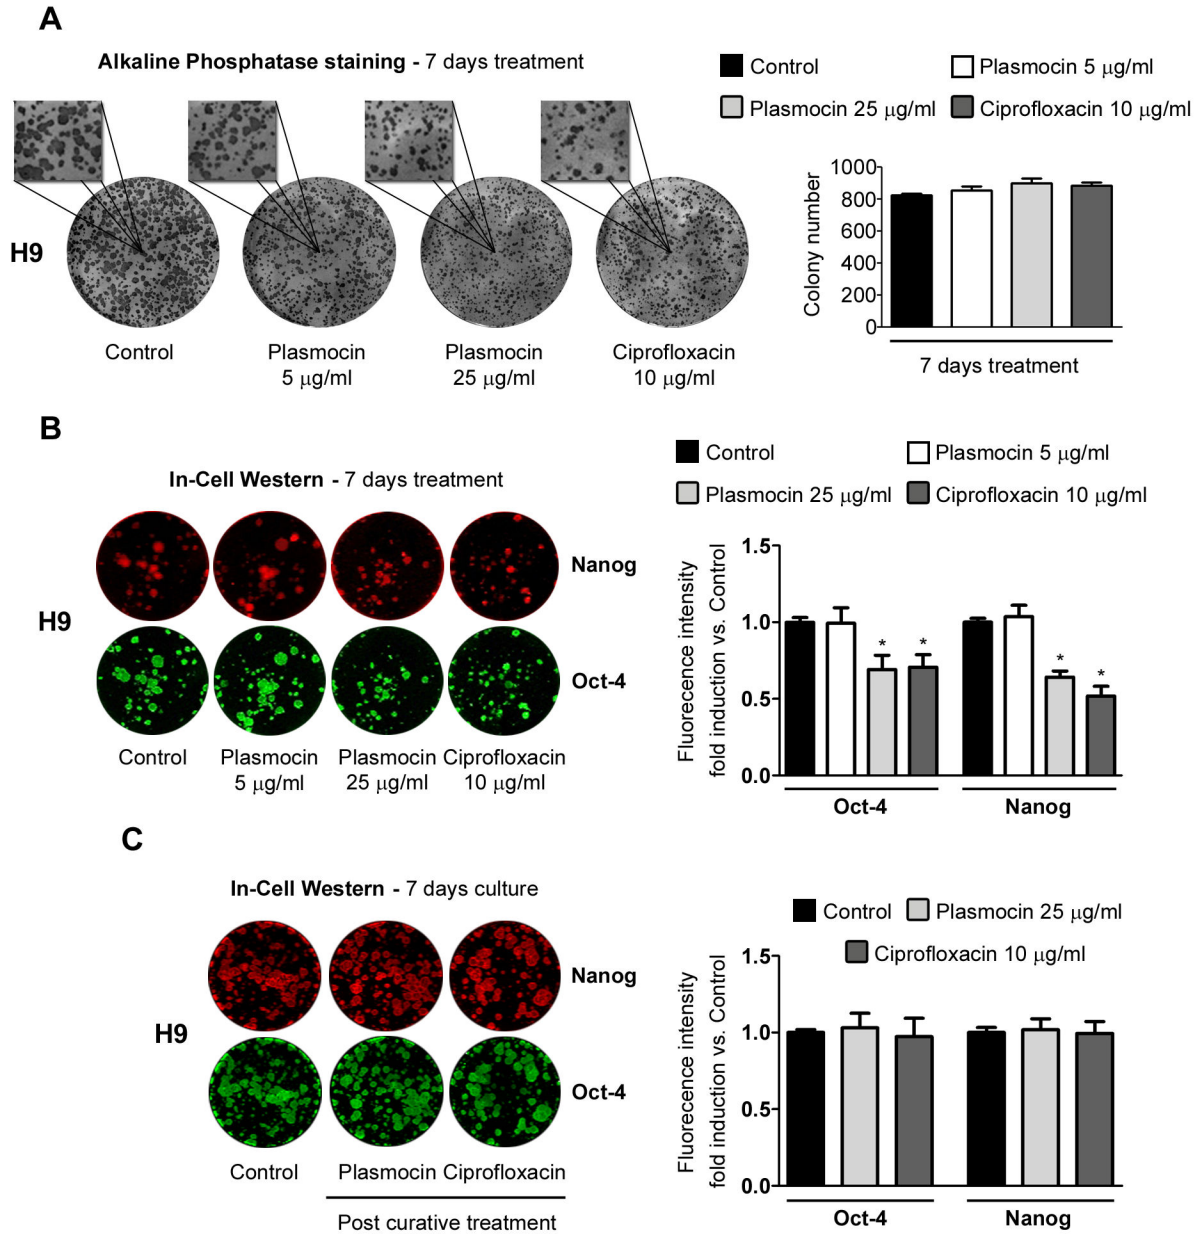 A
Alkaline Phosphatase staining - 7 days treatment
H9
Control
Plasmocin
5 μg/ml
Plasmocin
25 μg/ml
Ciprofloxacin
10 μg/ml
Control
Plasmocin 5 μg/ml
Plasmocin 25 μg/ml
Ciprofloxacin 10 μg/ml
Colony number
1000
800
600
400
200
0
7 days treatment
B
In-Cell Western - 7 days treatment
H9
Nanog
Oct-4
Control
Plasmocin
5 μg/ml
Plasmocin
25 μg/ml
Ciprofloxacin
10 μg/ml
Control
Plasmocin 5 μg/ml
Plasmocin 25 μg/ml
Ciprofloxacin 10 μg/ml
Fluorecence intensity
fold induction vs. Control
1.5
1.0
0.5
0.0
* * * *
Oct-4
Nanog
C
In-Cell Western - 7 days culture
H9
Nanog
Oct-4
Control
Plasmocin
Ciprofloxacin
Post curative treatment
Control
Plasmocin 25 μg/ml
Ciprofloxacin 10 μg/ml
Fluorecence intensity
fold induction vs. Control
1.5
1.0
0.5
0.0
Oct-4
Nanog